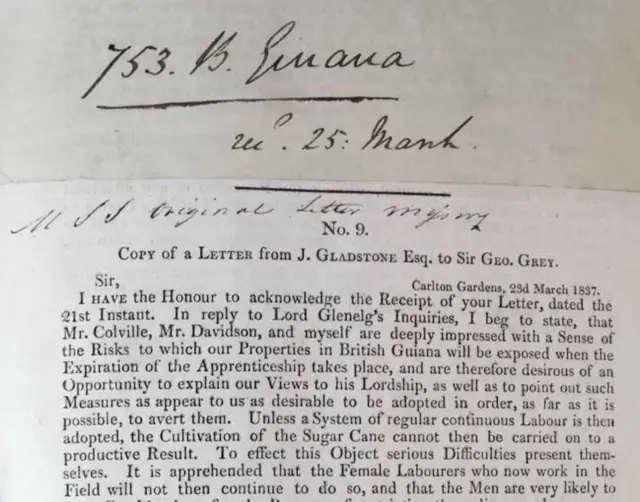 753. B. Guiana
recd. 25: March.
MSS Original Letter missing
No. 9.
COPY of a LETTER from J. GLADSTONE Esq. to Sir GEO. GREY.
Sir,
Carlton Gardens, 23d March 1837.
I HAVE the Honour to acknowledge the Receipt of your Letter, dated the
21st Instant. In reply to Lord Glenelg's Inquiries, I beg to state, that
Mr. Colville, Mr. Davidson, and myself are deeply impressed with a Sense of
the Risks to which our Properties in British Guiana will be exposed when the
Expiration of the Apprenticeship takes place, and are therefore desirous of an
Opportunity to explain our Views to his Lordship, as well as to point out such
Measures as appear to us as desirable to be adopted in order, as far as it is
possible, to avert them. Unless a System of regular continuous Labour is then
adopted, the Cultivation of the Sugar Cane cannot then be carried on to a
productive Result. To effect this Object serious Difficulties present them-
selves. It is apprehended that the Female Labourers who now work in the
Field will not then continue to do so, and that the Men are very likely to